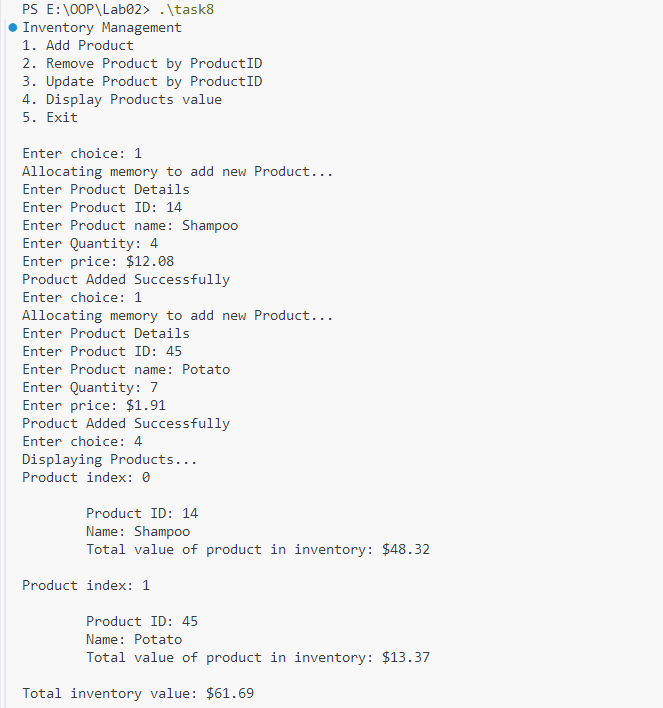 PS E:\OOP\Lab02> .\task8
Inventory Management
1. Add Product
2. Remove Product by ProductID
3. Update Product by ProductID
4. Display Products value
5. Exit
Enter choice: 1
Allocating memory to add new Product...
Enter Product Details
Enter Product ID: 14
Enter Product name: Shampoo
Enter Quantity: 4
Enter price: $12.08
Product Added Successfully
Enter choice: 1
Allocating memory to add new Product...
Enter Product Details
Enter Product ID: 45
Enter Product name: Potato
Enter Quantity: 7
Enter price: $1.91
Product Added Successfully
Enter choice: 4
Displaying Products...
Product index: 0
Product ID: 14
Name: Shampoo
Total value of product in inventory: $48.32
Product index: 1
Product ID: 45
Name: Potato
Total value of product in inventory: $13.37
Total inventory value: $61.69